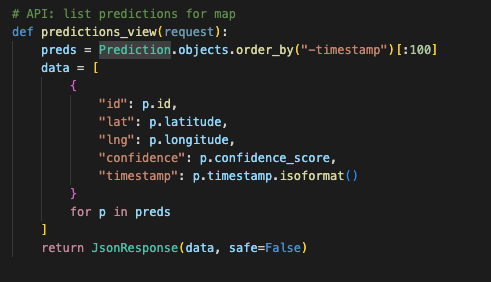 # API: list predictions for map
def predictions_view(request):
    preds = Prediction.objects.order_by("-timestamp")[:100]
    data = [
        {
            "id": p.id,
            "lat": p.latitude,
            "lng": p.longitude,
            "confidence": p.confidence_score,
            "timestamp": p.timestamp.isoformat()
        }
        for p in preds
    ]
    return JsonResponse(data, safe=False)